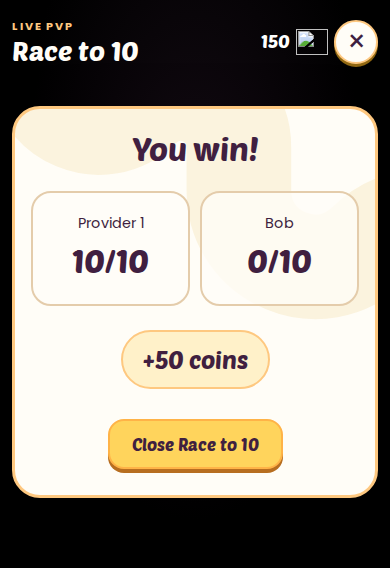 LIVE PVP
Race to 10
150
×
You win!
Provider 1
10/10
Bob
0/10
+50 coins
Close Race to 10